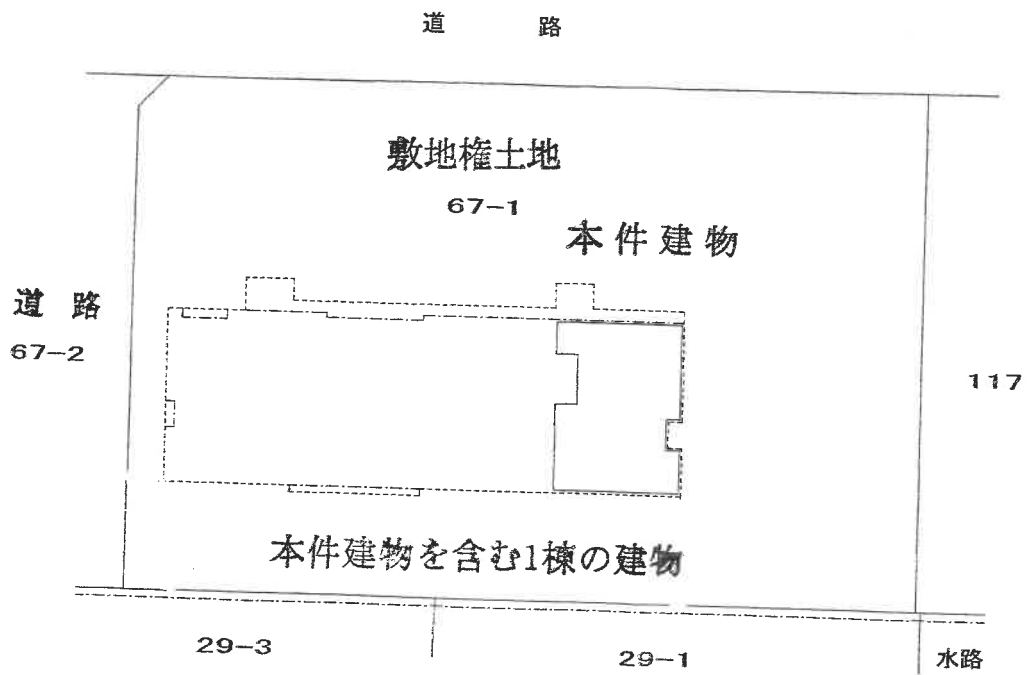 道 路
敷地権土地
67-1
本件建物
道 路
67-2
117
本件建物を含む1棟の建物
29-3
29-1
水路